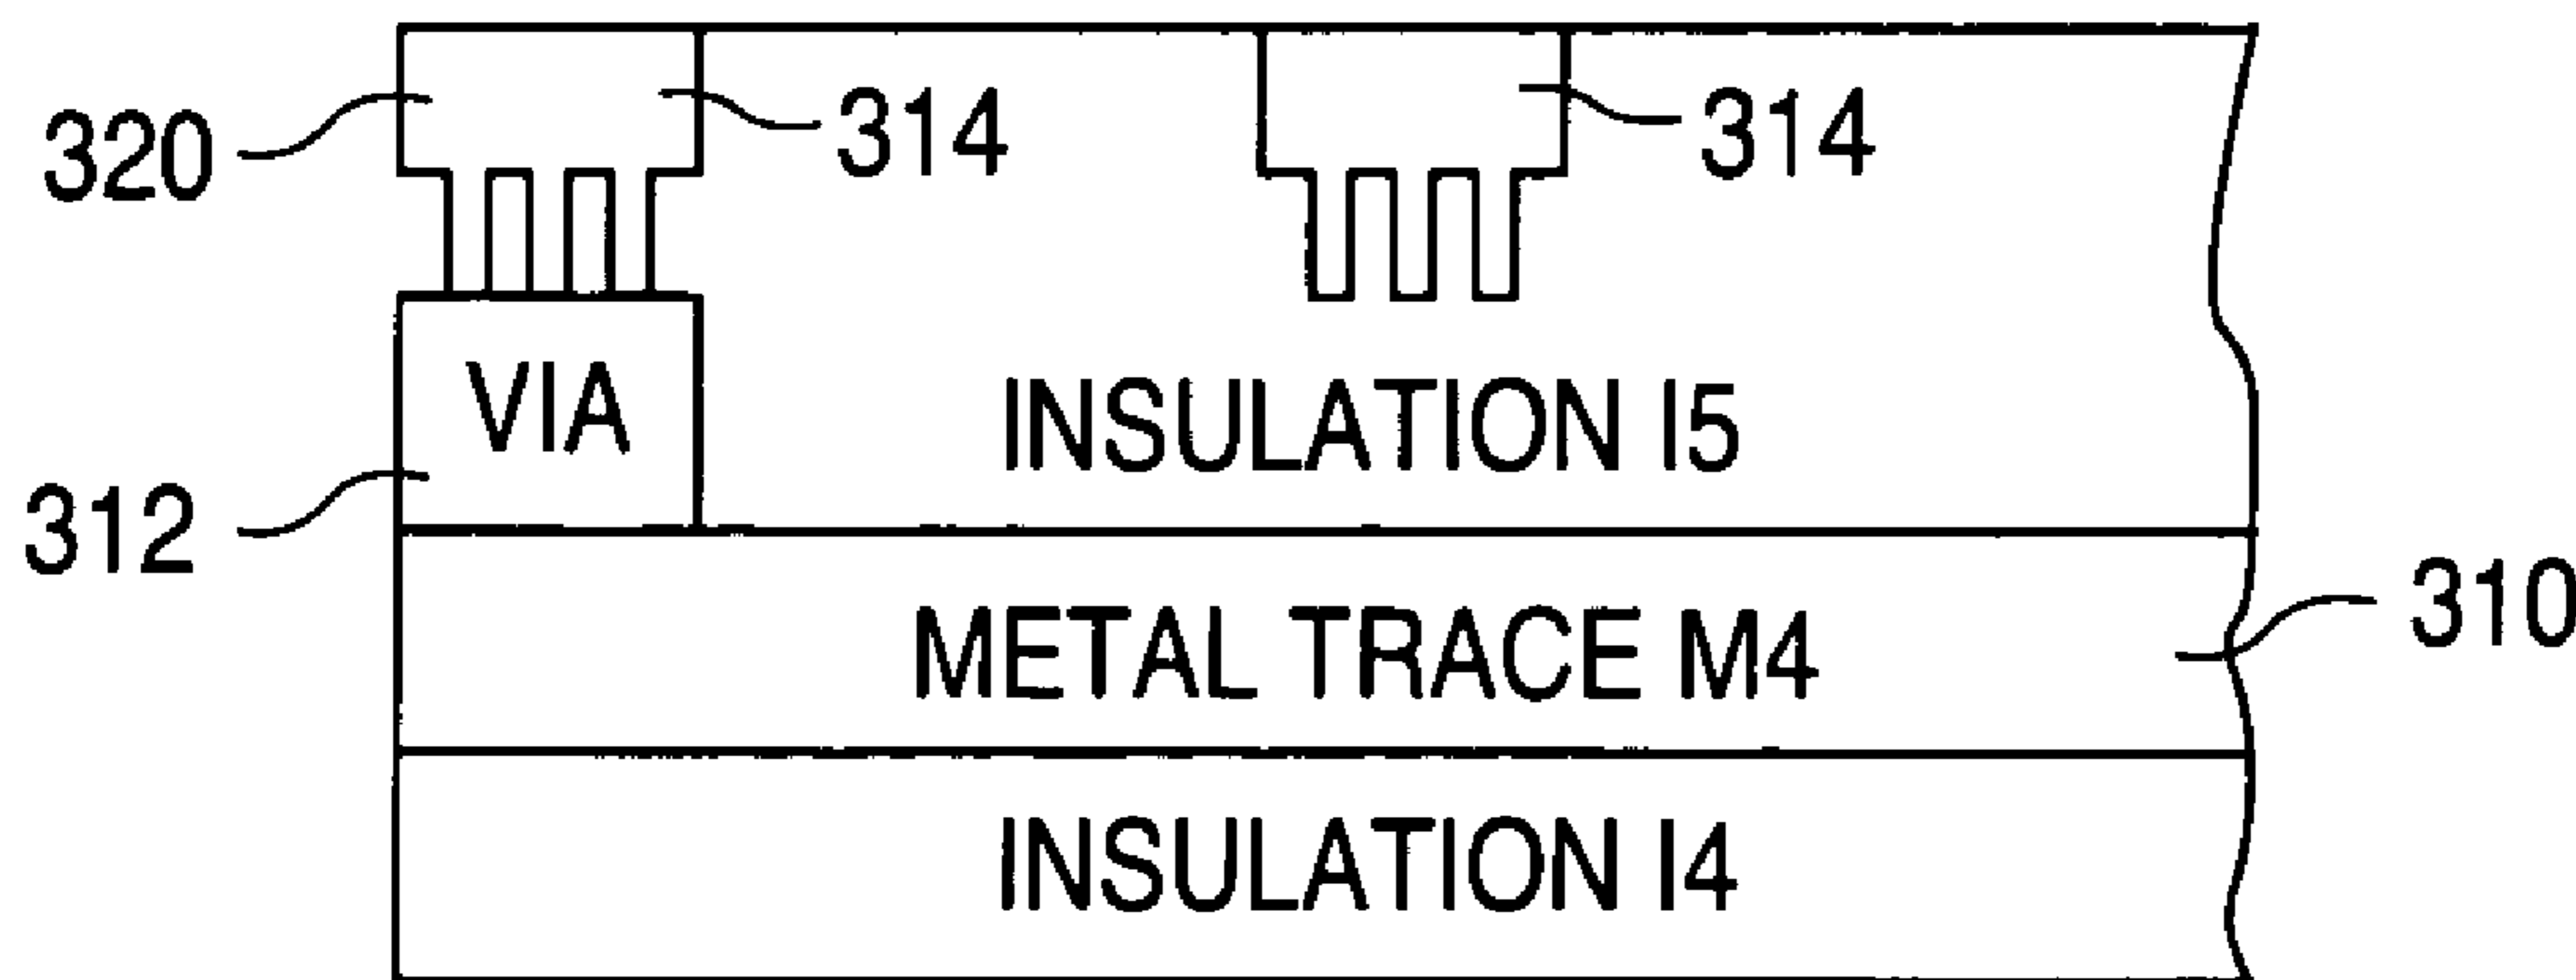 320
314
314
VIA
INSULATION I5
312
METAL TRACE M4
310
INSULATION I4